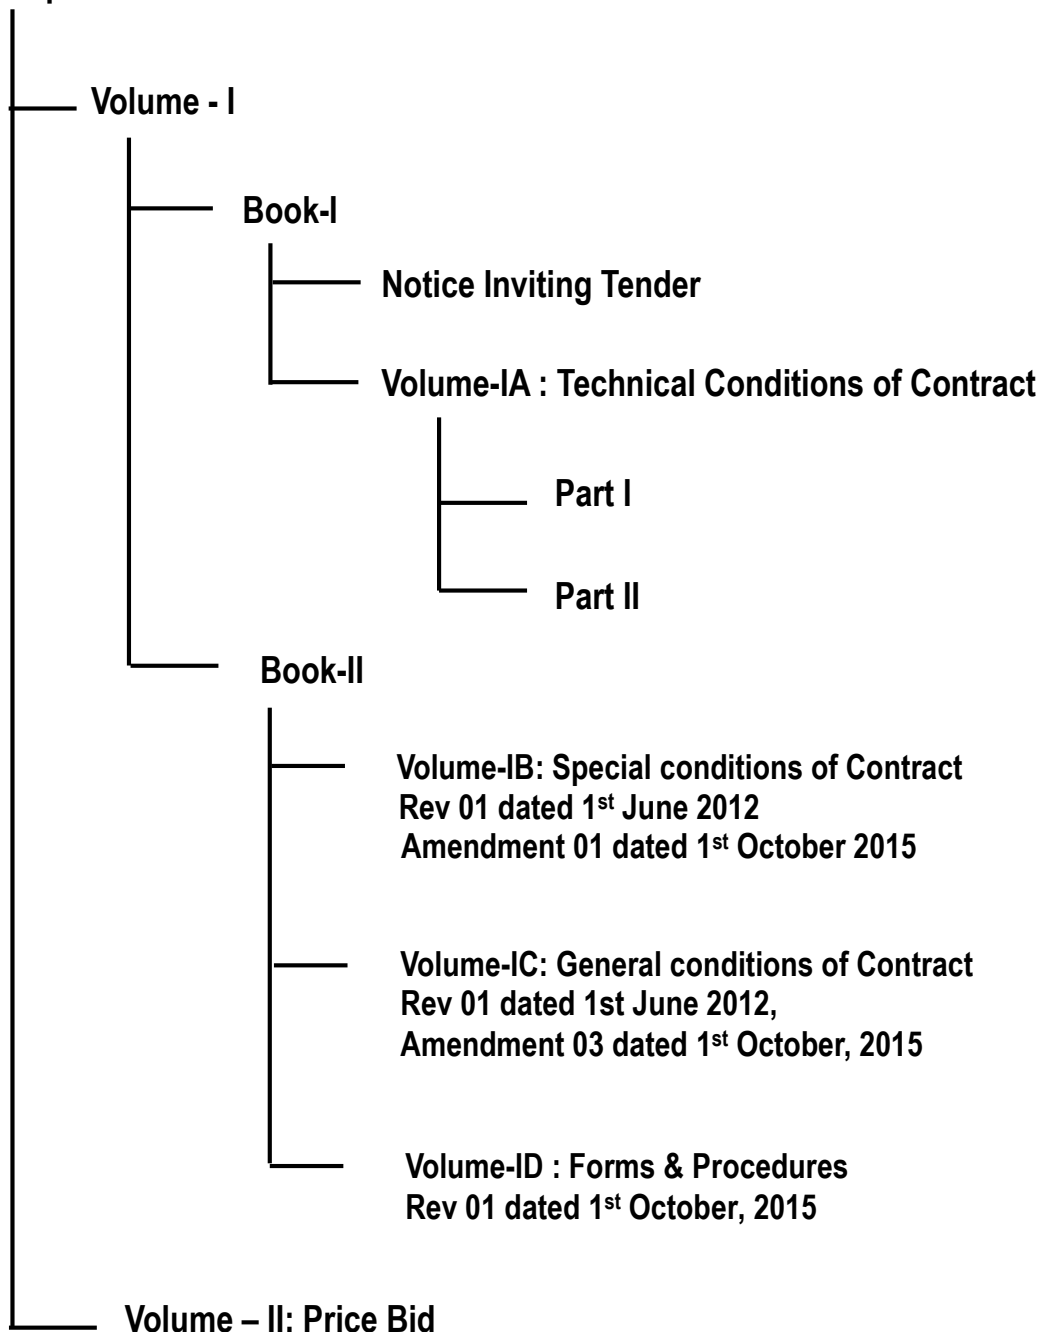 Volume - I
Book-I
Notice Inviting Tender
Volume-IA : Technical Conditions of Contract
Part I
Part II
Book-II
Volume-IB: Special conditions of Contract
Rev 01 dated 1st June 2012
Amendment 01 dated 1st October 2015
Volume-IC: General conditions of Contract
Rev 01 dated 1st June 2012,
Amendment 03 dated 1st October, 2015
Volume-ID : Forms & Procedures
Rev 01 dated 1st October, 2015
Volume – II: Price Bid